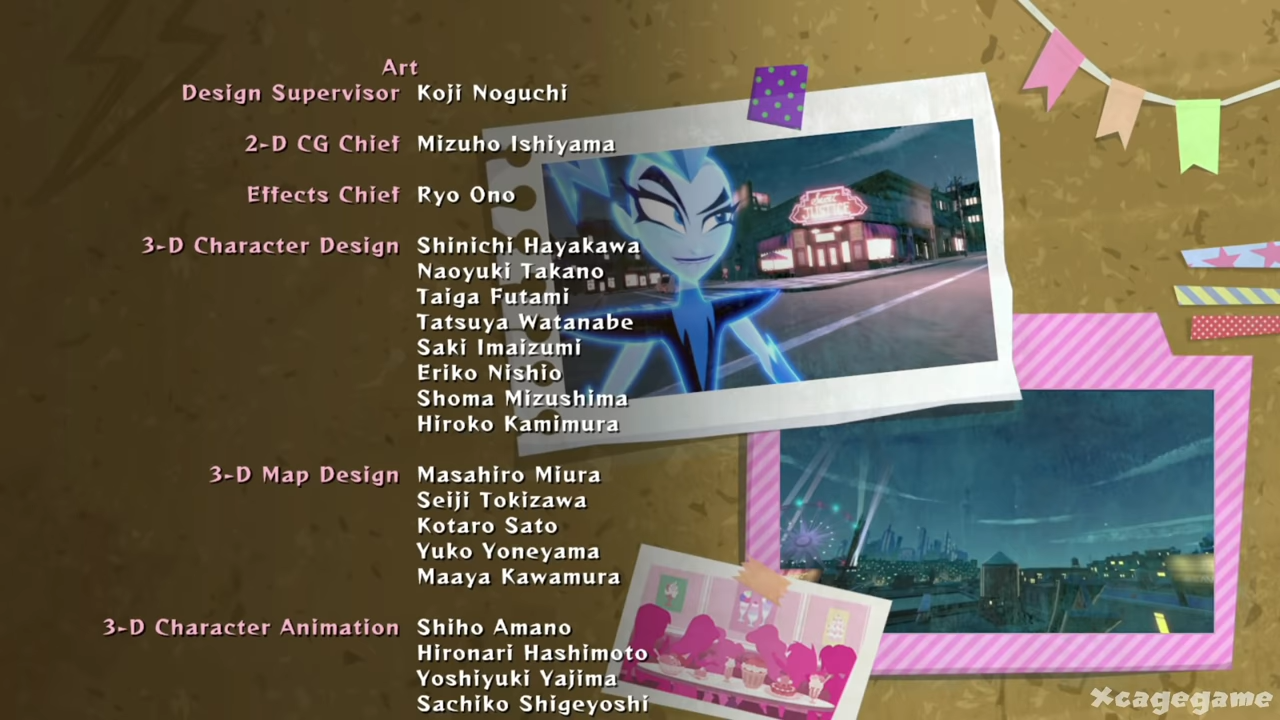 Art
Design Supervisor Koji Noguchi
2-D CG Chief Mizuho Ishiyama
Effects Chief Ryo Ono
3-D Character Design Shinichi Hayakawa
Naoyuki Takano
Taiga Futami
Tatsuya Watanabe
Saki Imaizumi
Eriko Nishio
Shoma Mizushima
Hiroko Kamimura
3-D Map Design Masahiro Miura
Seiji Tokizawa
Kotaro Sato
Yuko Yoneyama
Maaya Kawamura
3-D Character Animation Shiho Amano
Hironari Hashimoto
Yoshiyuki Yajima
Sachiko Shigeyoshi
Xcagegame